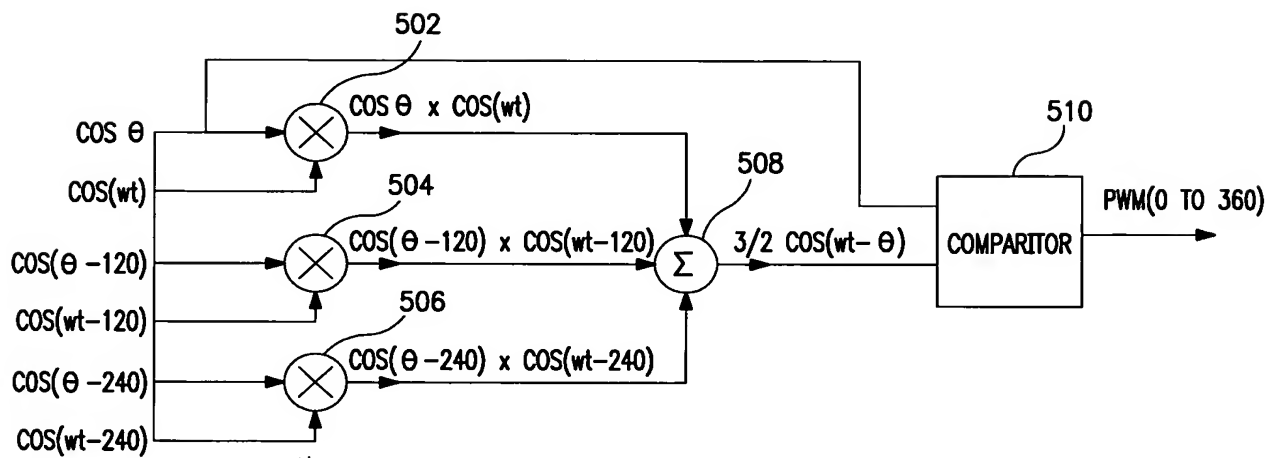 502
COS θ x COS(wt)
COS θ
510
COS(wt)
504
508
PWM(0 TO 360)
COS(θ-120) x COS(wt-120)
Σ
3/2 COS(wt-θ)
COMPARITOR
COS(θ-120)
COS(wt-120)
506
COS(θ-240) x COS(wt-240)
COS(θ-240)
COS(wt-240)